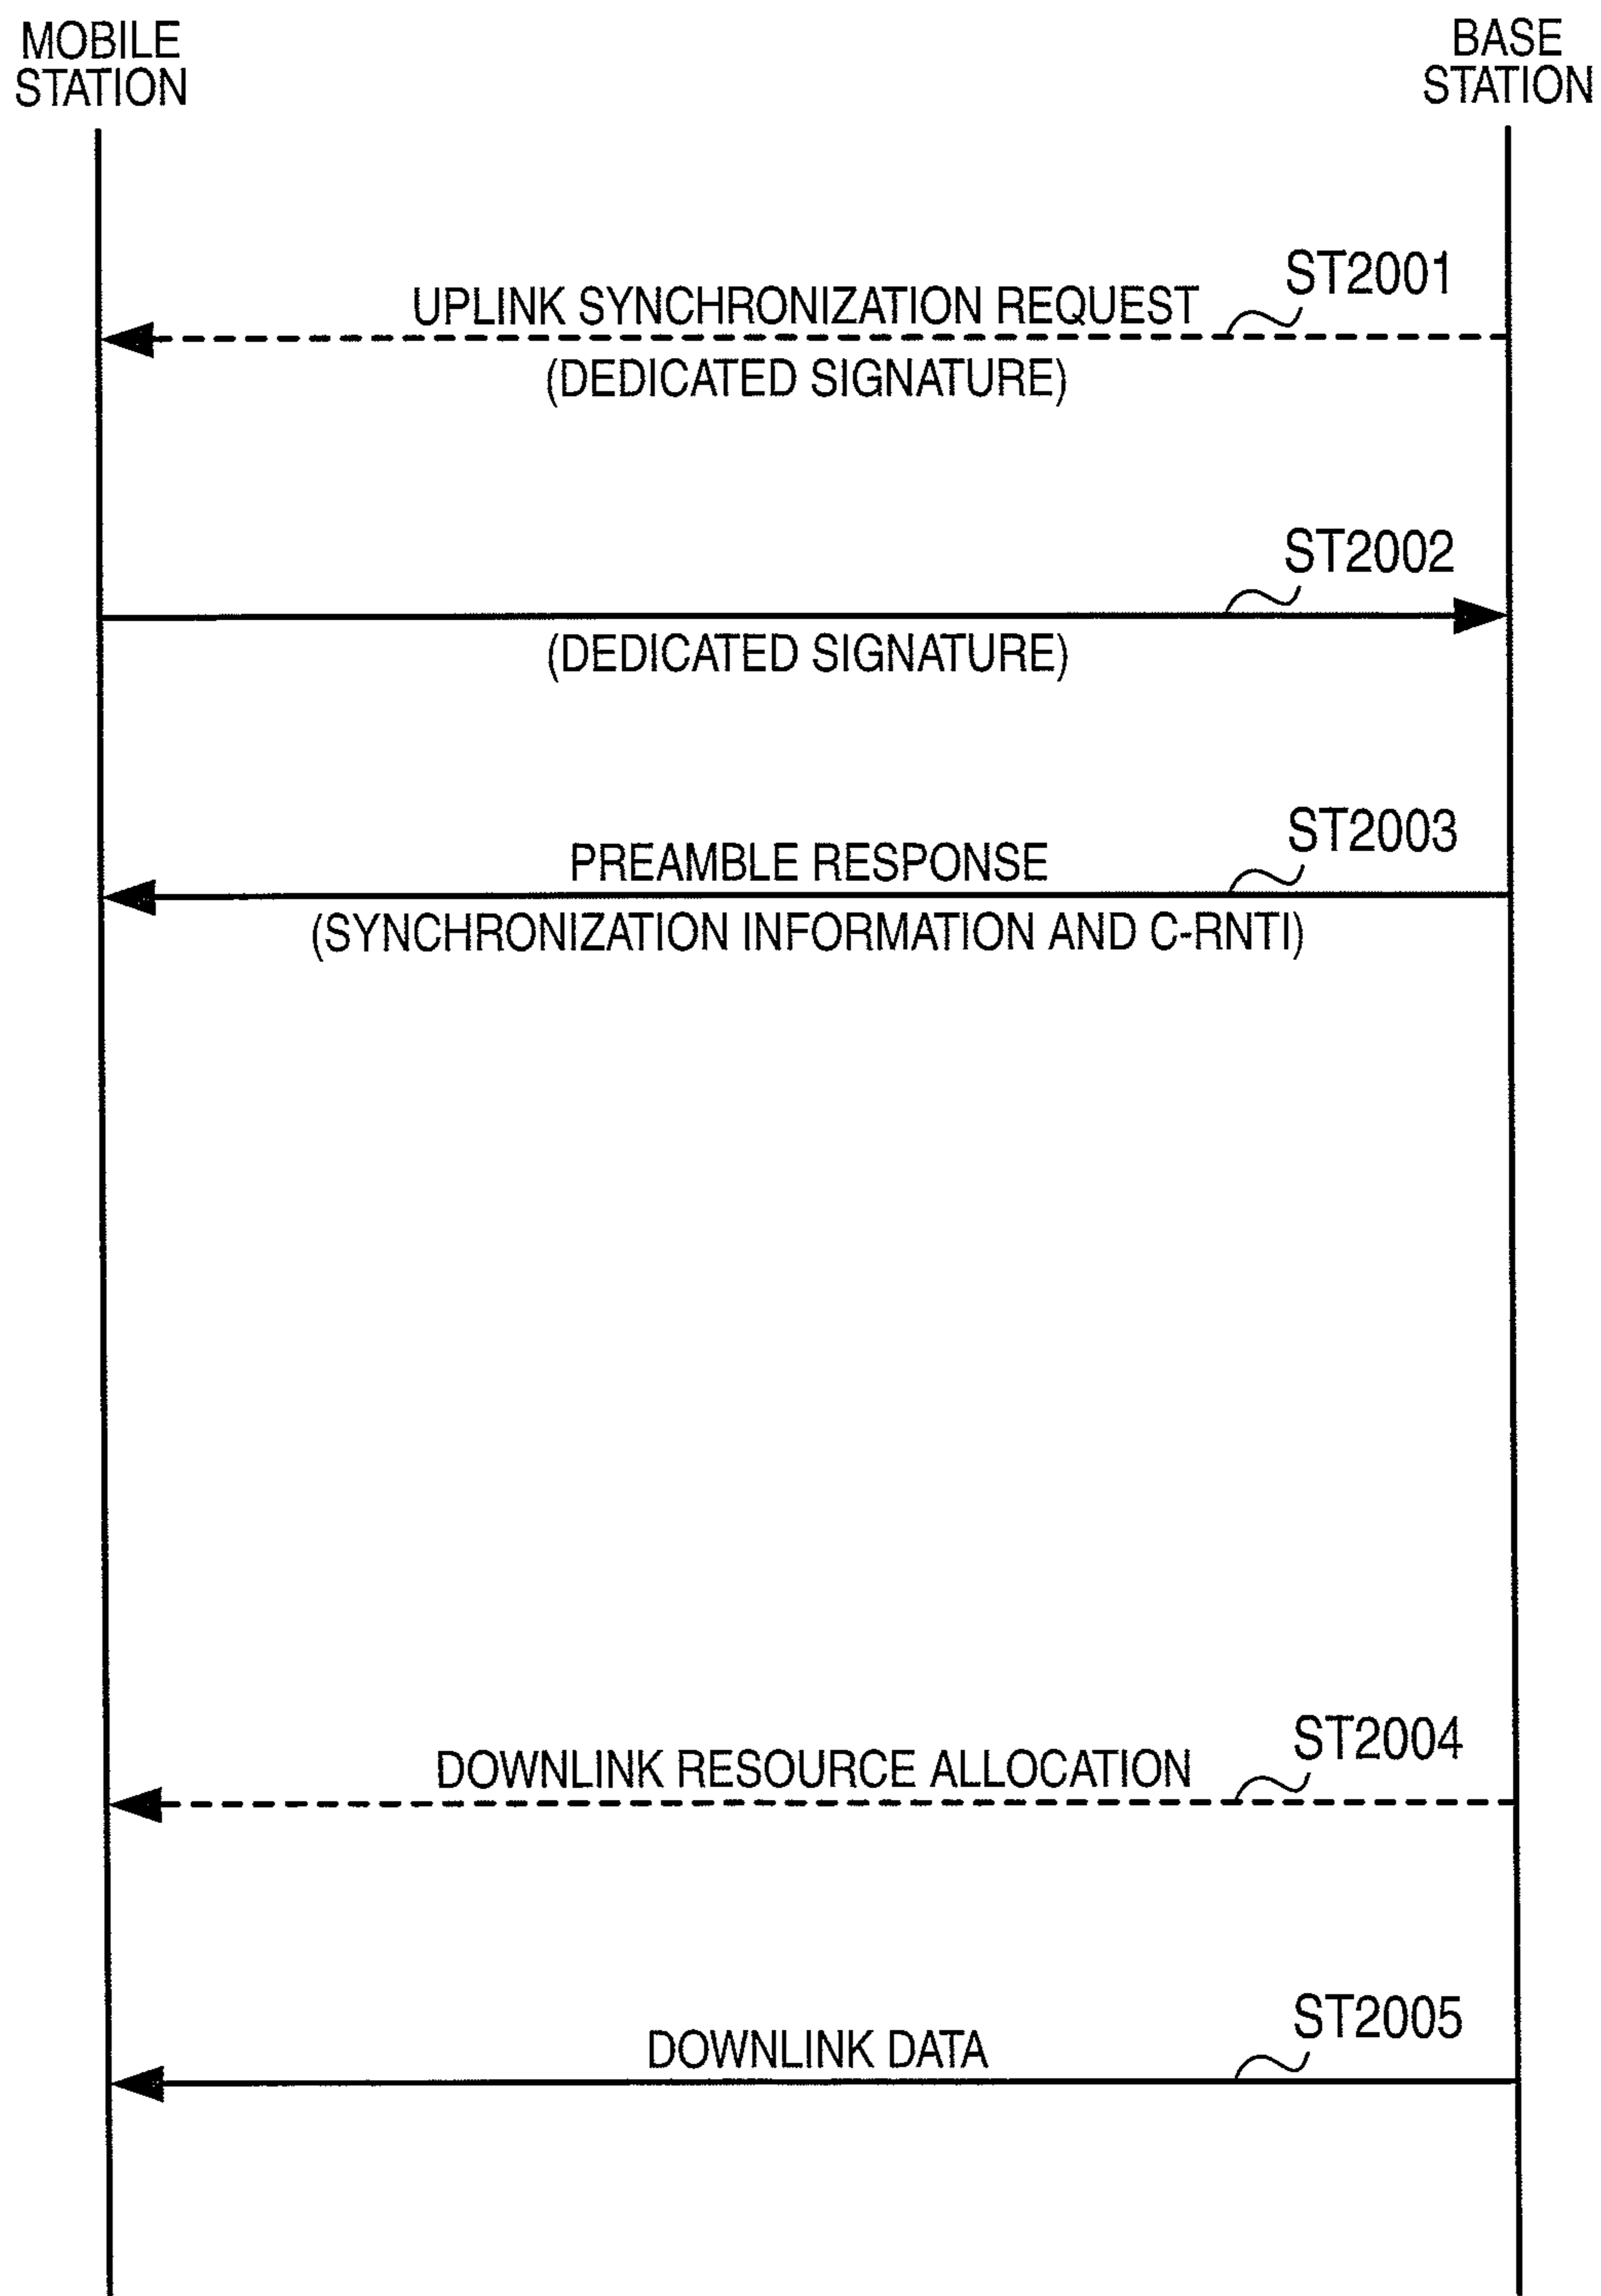 MOBILE
STATION
BASE
STATION
ST2001
UPLINK SYNCHRONIZATION REQUEST
(DEDICATED SIGNATURE)
ST2002
(DEDICATED SIGNATURE)
ST2003
PREAMBLE RESPONSE
(SYNCHRONIZATION INFORMATION AND C-RNTI)
ST2004
DOWNLINK RESOURCE ALLOCATION
ST2005
DOWNLINK DATA